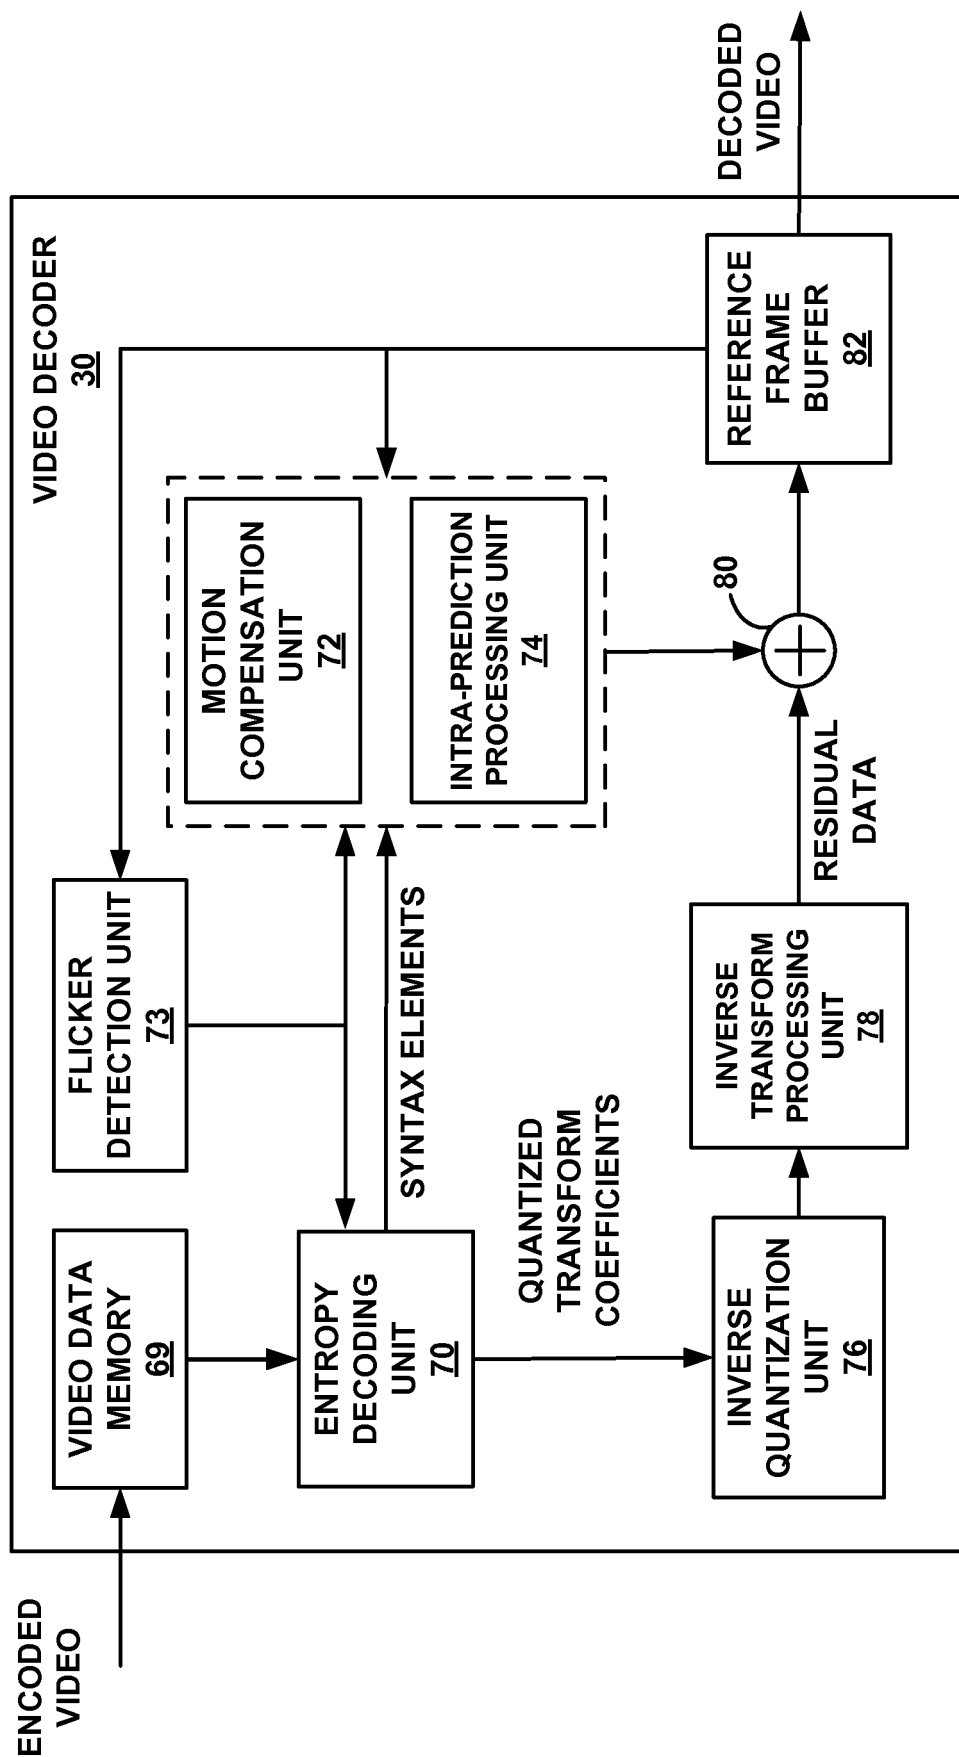 ENCODED
VIDEO
VIDEO DECODER
30
VIDEO DATA
MEMORY
69
FLICKER
DETECTION UNIT
73
ENTROPY
DECODING
UNIT
70
SYNTAX ELEMENTS
MOTION
COMPENSATION
UNIT
72
INTRA-PREDICTION
PROCESSING UNIT
74
QUANTIZED
TRANSFORM
COEFFICIENTS
INVERSE
QUANTIZATION
UNIT
76
INVERSE
TRANSFORM
PROCESSING
UNIT
78
RESIDUAL
DATA
80
REFERENCE
FRAME
BUFFER
82
DECODED
VIDEO